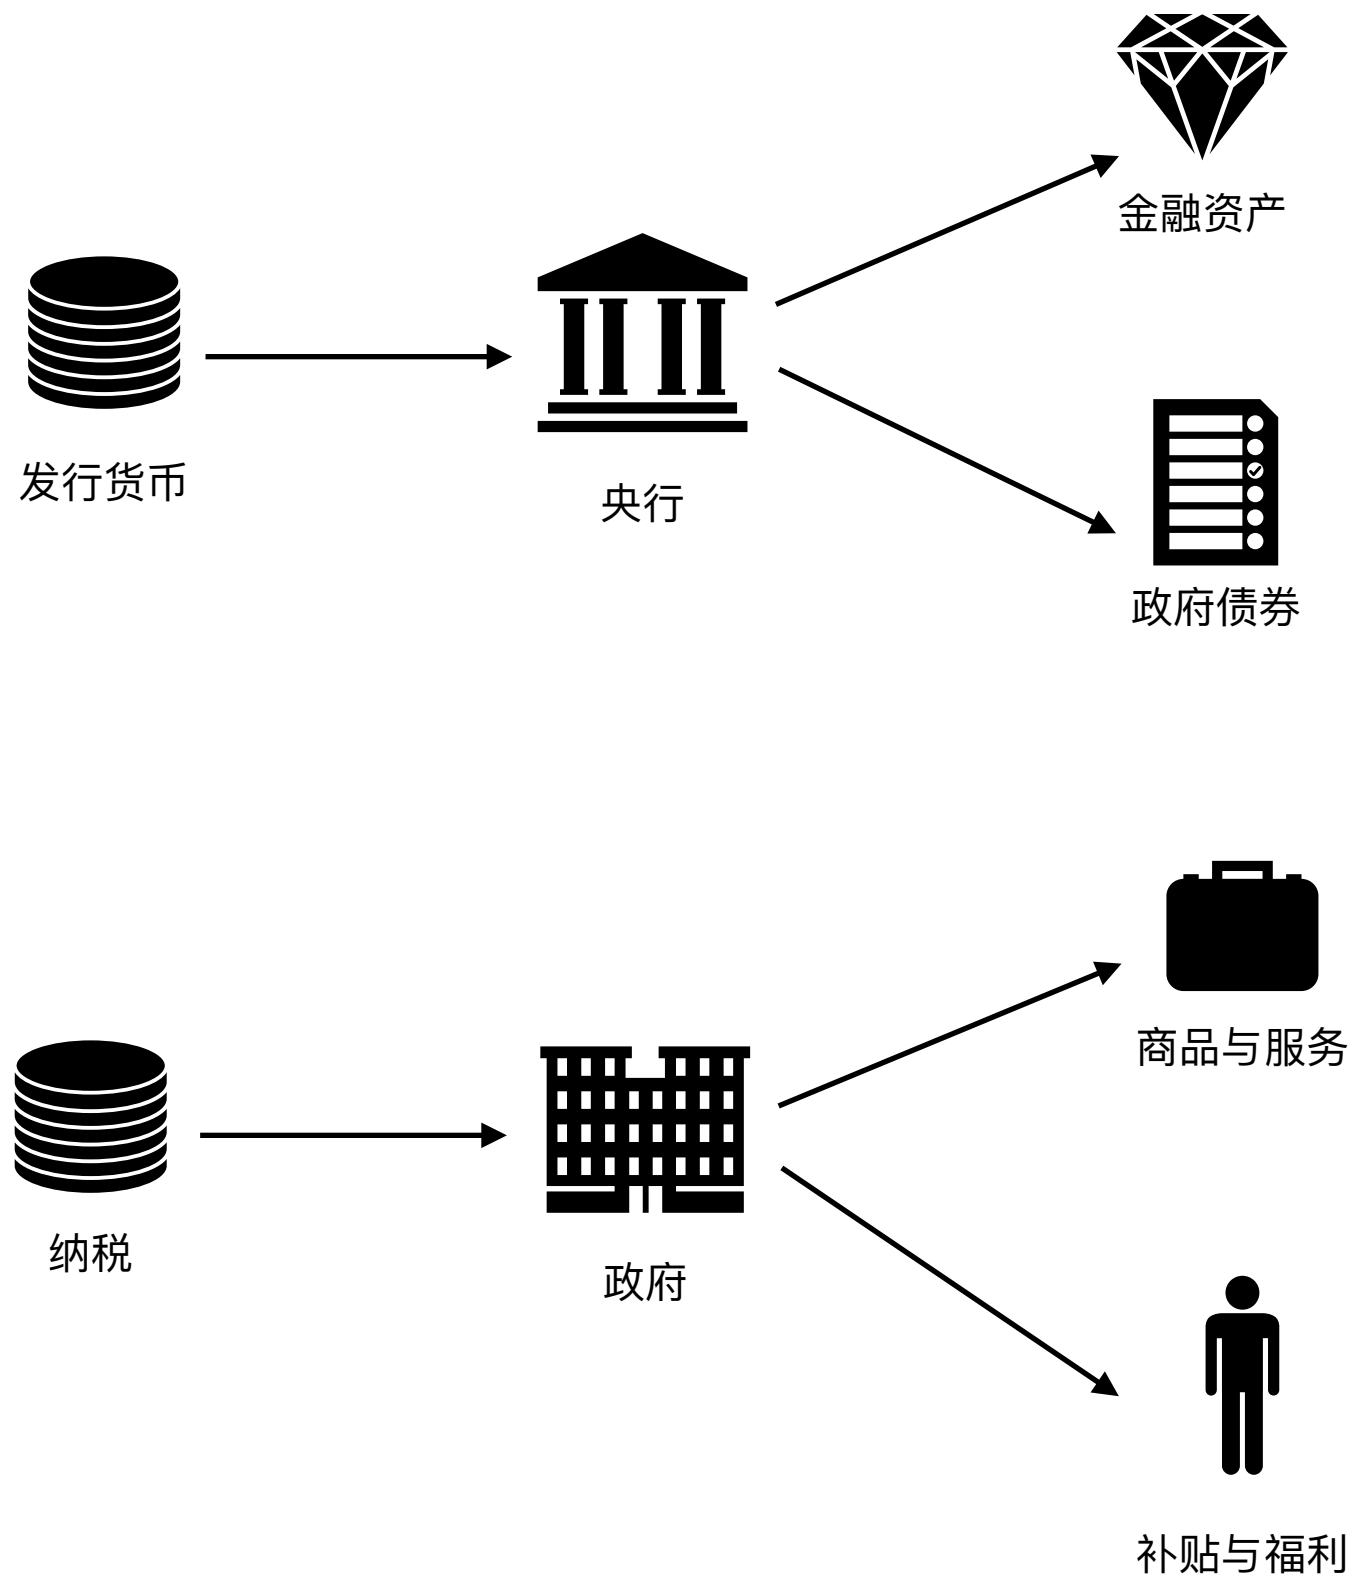 金融资产
发行货币
央行
政府债券
商品与服务
纳税
政府
补贴与福利